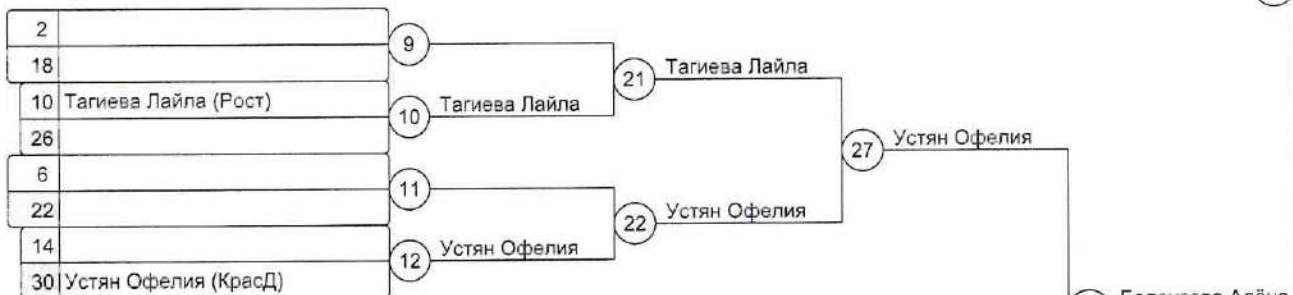 2
9
18
21 Тагиева Лайла
10 Тагиева Лайла (Рост)
10 Тагиева Лайла
26
27 Устян Офелия
6
11
22
22 Устян Офелия
14
12 Устян Офелия
30 Устян Офелия (КрасД)